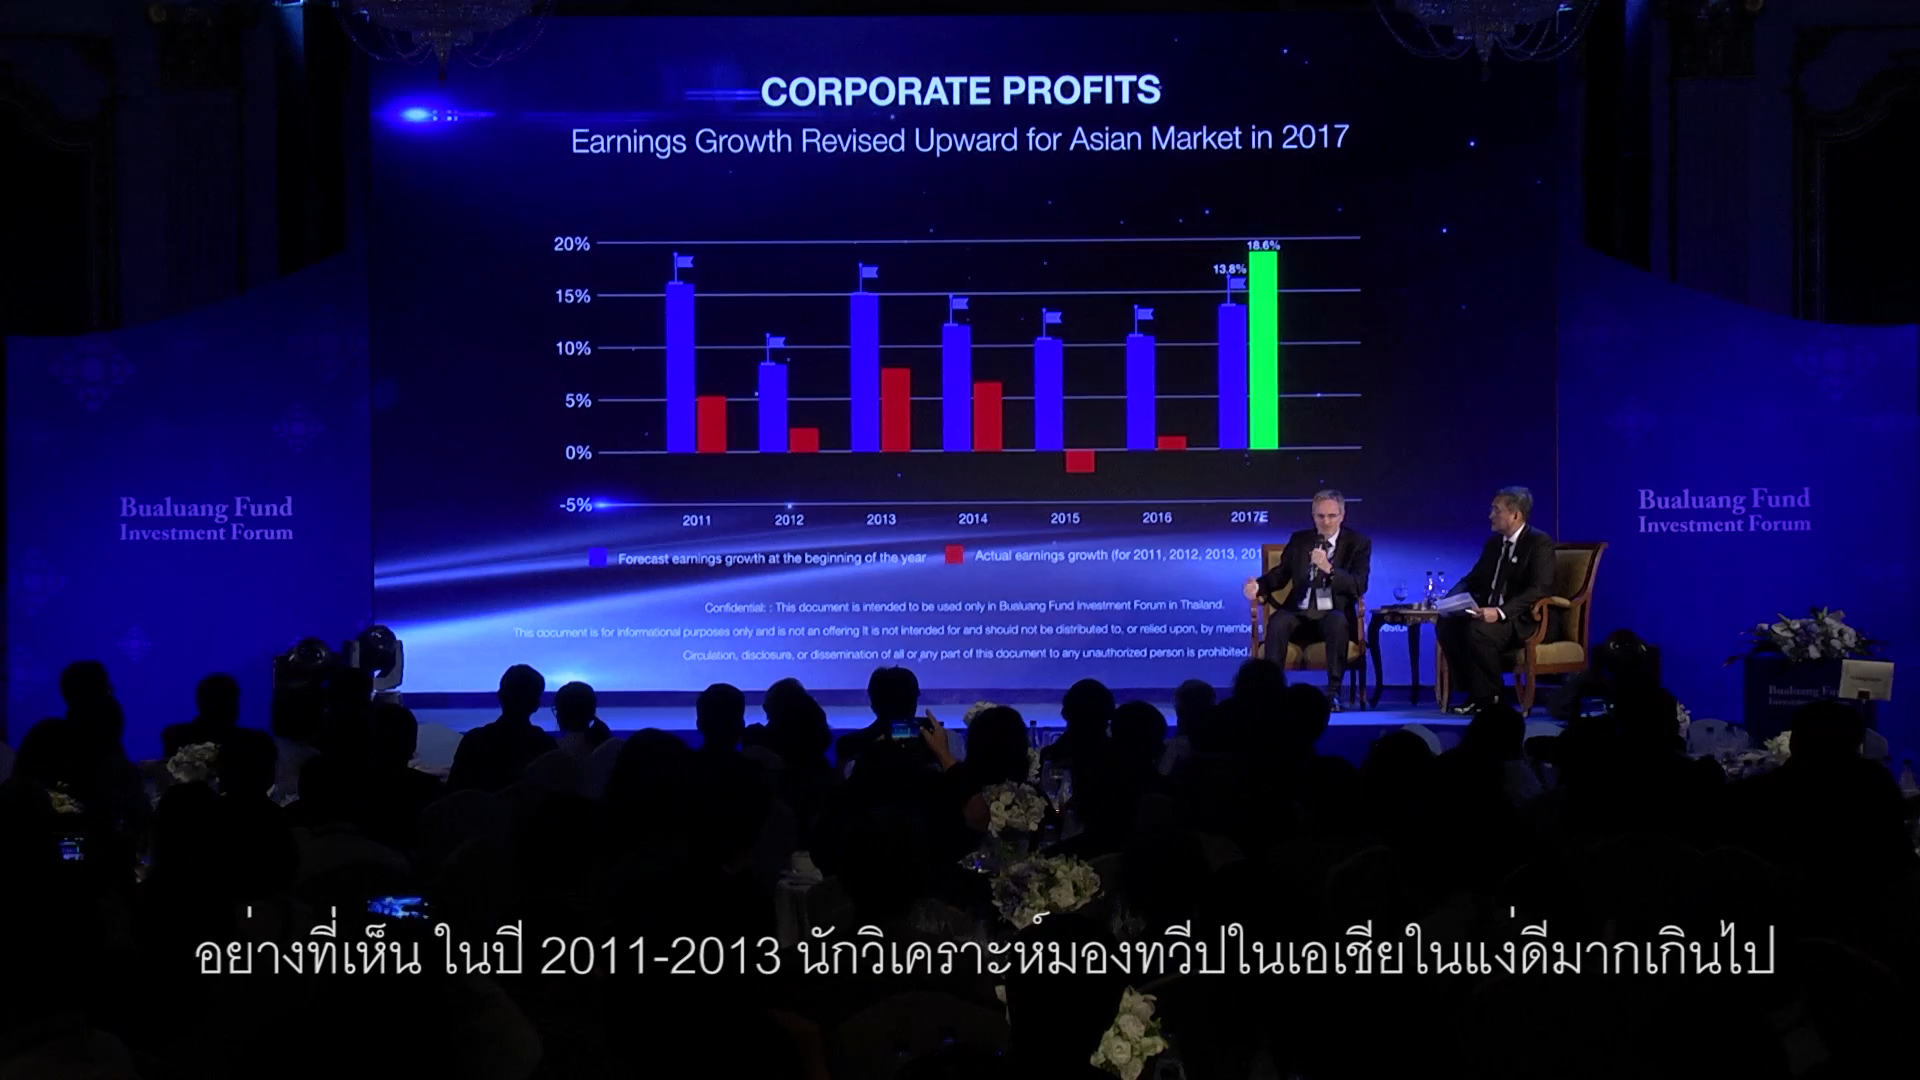 CORPORATE PROFITS
Earnings Growth Revised Upward for Asian Market in 2017
20%
18.6%
13.8%
15%
10%
5%
0%
-5%
2011 2012 2013 2014 2015 2016 2017E
Forecast earnings growth at the beginning of the year
Actual earnings growth (for 2011, 2012, 2013,
Bualuang Fund
Investment Forum
Bualuang Fund
Investment Forum
Confidential: : This document is intended to be used only in Bualuang Fund Investment Forum in Thailand.
This document is for informational purposes only and is not an offering It is not intended for and should not be distributed to, or relied upon, by
Circulation, disclosure, or dissemination of all or any part of this document to any unauthorized person is prohibited.
Bualuang
อย่างที่เห็น ในปี 2011-2013 นักวิเคราะห์มองทวีปในเอเชียในแง่ดีมากเกินไป